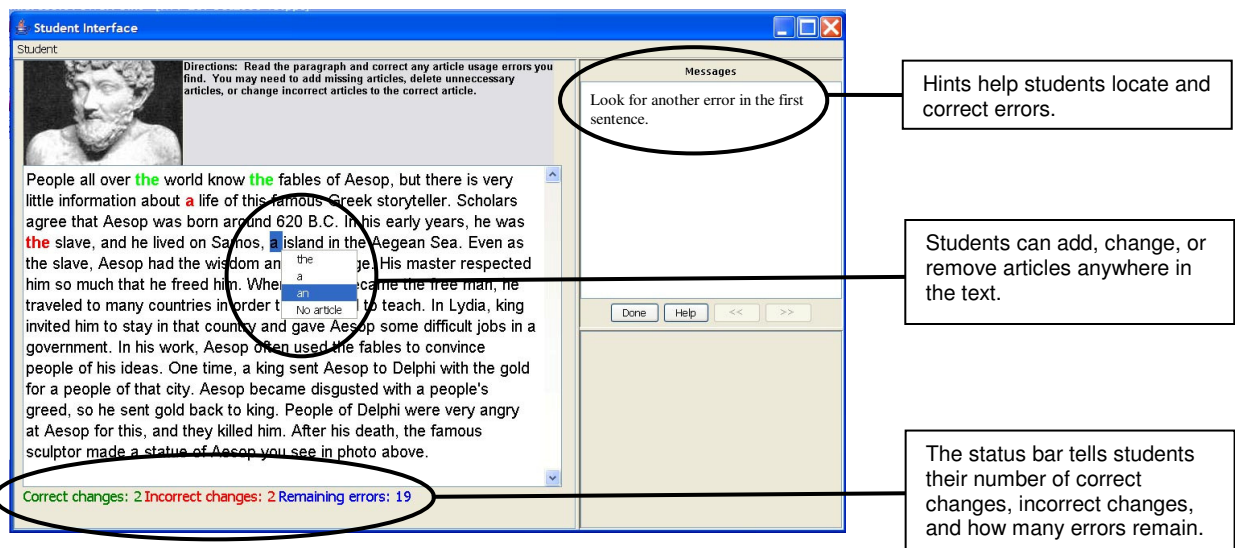 Student Interface
Student
Directions: Read the paragraph and correct any article usage errors you
find. You may need to add missing articles, delete unneccessary
articles, or change incorrect articles to the correct article.
People all over the world know the fables of Aesop, but there is very
little information about a life of this famous Greek storyteller. Scholars
agree that Aesop was born around 620 B.C. In his early years, he was
the slave, and he lived on Samos, a island in the Aegean Sea. Even as
the slave, Aesop had the wisdom an ge. His master respected
him so much that he freed him. Whe came the free man, he
traveled to many countries in order t to teach. In Lydia, king
invited him to stay in that country and gave Aesop some difficult jobs in a
government. In his work, Aesop often used the fables to convince
people of his ideas. One time, a king sent Aesop to Delphi with the gold
for a people of that city. Aesop became disgusted with a people's
greed, so he sent gold back to king. People of Delphi were very angry
at Aesop for this, and they killed him. After his death, the famous
sculptor made a statue of Aesop you see in photo above.
the
a
an
No article
Correct changes: 2 Incorrect changes: 2 Remaining errors: 19
Messages
Look for another error in the first
sentence.
Done Help << >>
Hints help students locate and
correct errors.
Students can add, change, or
remove articles anywhere in
the text.
The status bar tells students
their number of correct
changes, incorrect changes,
and how many errors remain.